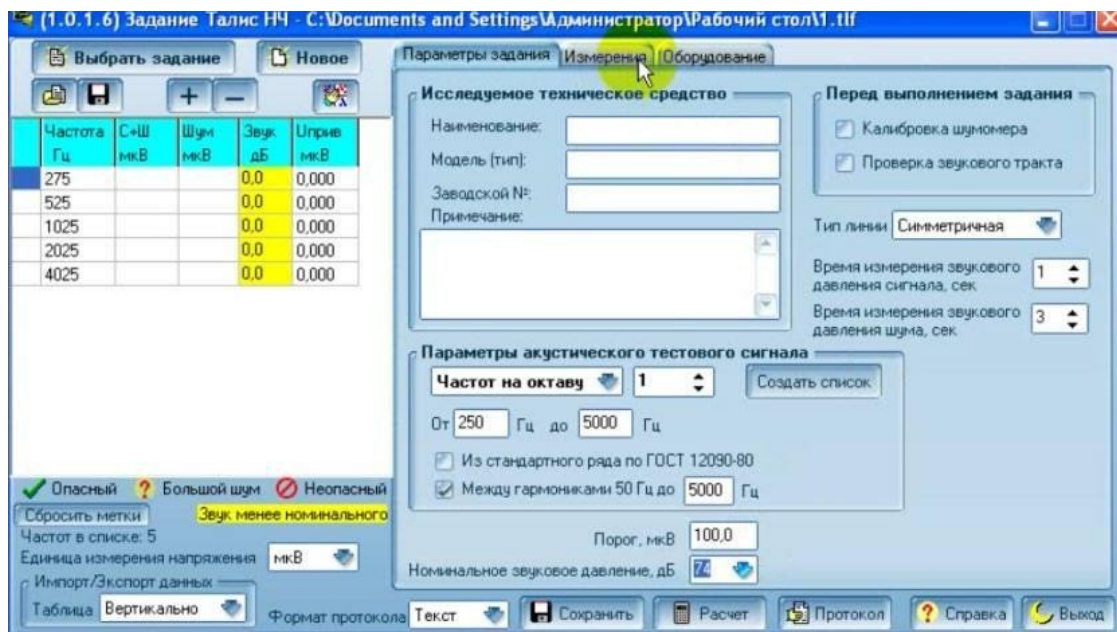 (1.0.1.6) Задание Талис НЧ - C:\Documents and Settings\Администратор\Рабочий стол\1.tlf
Выбрать задание
Новое
Частота Гц
С+Ш мкВ
Шум мкВ
Звук дБ
Uприв мкВ
275 0,0 0,000
525 0,0 0,000
1025 0,0 0,000
2025 0,0 0,000
4025 0,0 0,000
Опасный ? Большой шум Неопасный
Сбросить метки Звук менее номинального
Частот в списке: 5
Единица измерения напряжения мкВ
Импорт/Экспорт данных
Таблица Вертикально
Формат протокола Текст
Параметры задания Измерения Оборудование
Исследуемое техническое средство
Наименование:
Модель (тип):
Заводской №:
Примечание:
Перед выполнением задания
Калибровка шумомера
Проверка звукового тракта
Тип линии Симметричная
Время измерения звукового
давления сигнала, сек 1
Время измерения звукового
давления шума, сек 3
Параметры акустического тестового сигнала
Частот на октаву 1 Создать список
От 250 Гц до 5000 Гц
Из стандартного ряда по ГОСТ 12090-80
Между гармониками 50 Гц до 5000 Гц
Порог, мкВ 100,0
Номинальное звуковое давление, дБ 74
Сохранить Расчет Протокол ? Справка Выход